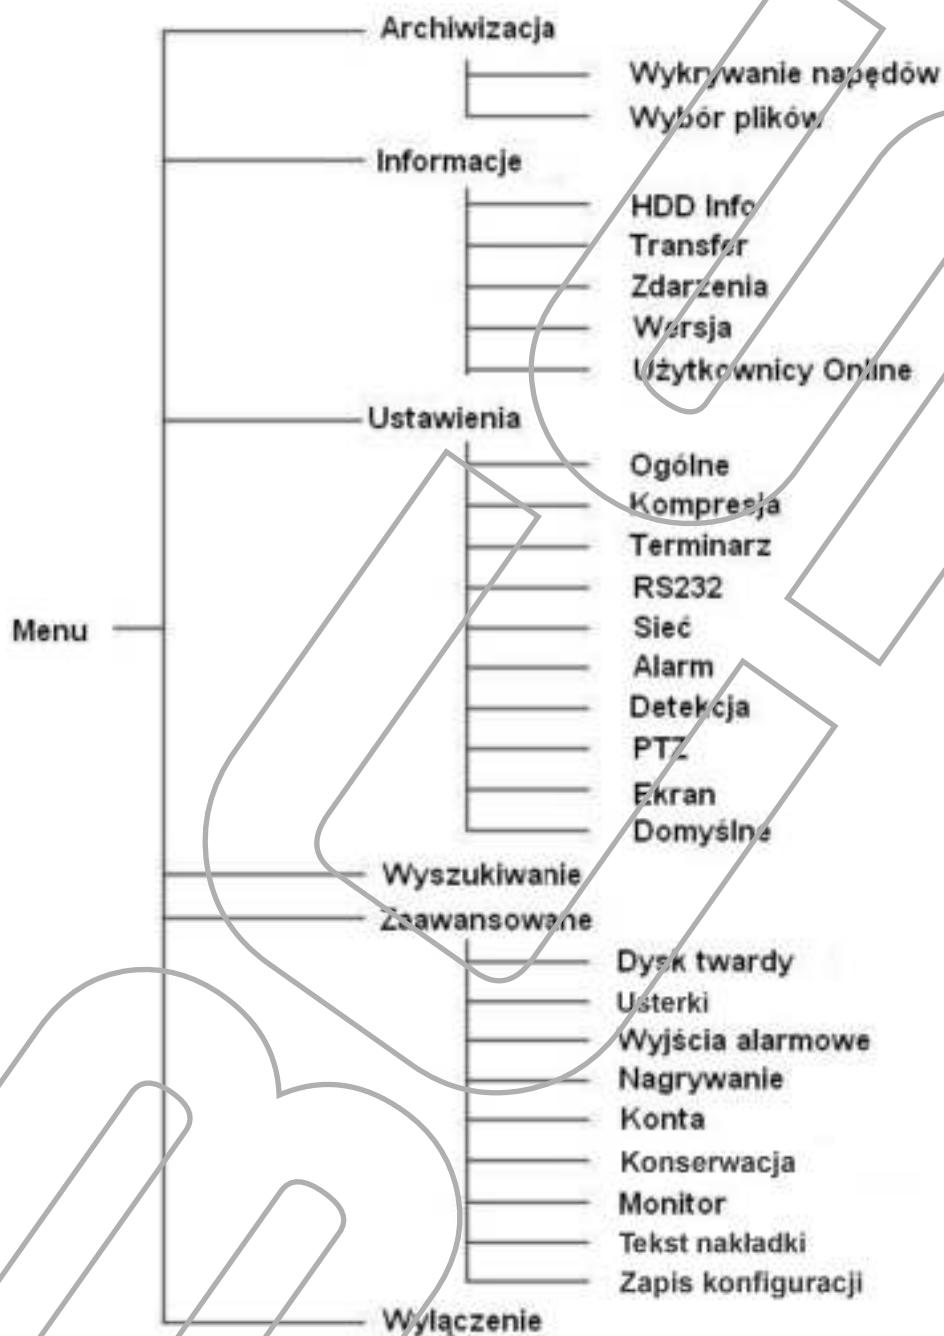 Archiwizacja
Wykrywanie napędów
Wybór plików
Informacje
HDD Info
Transfer
Zdarzenia
Wersja
Użytkownicy Online
Ustawienia
Ogólne
Kompresja
Terminarz
RS232
Sieć
Alarm
Detekcja
PTZ
Ekran
Domyślne
Menu
Wyszukiwanie
Zaawansowane
Dysk twardy
Usterki
Wyjścia alarmowe
Nagrywanie
Konta
Konserwacja
Monitor
Tekst nakładki
Zapis konfiguracji
Wyłączenie